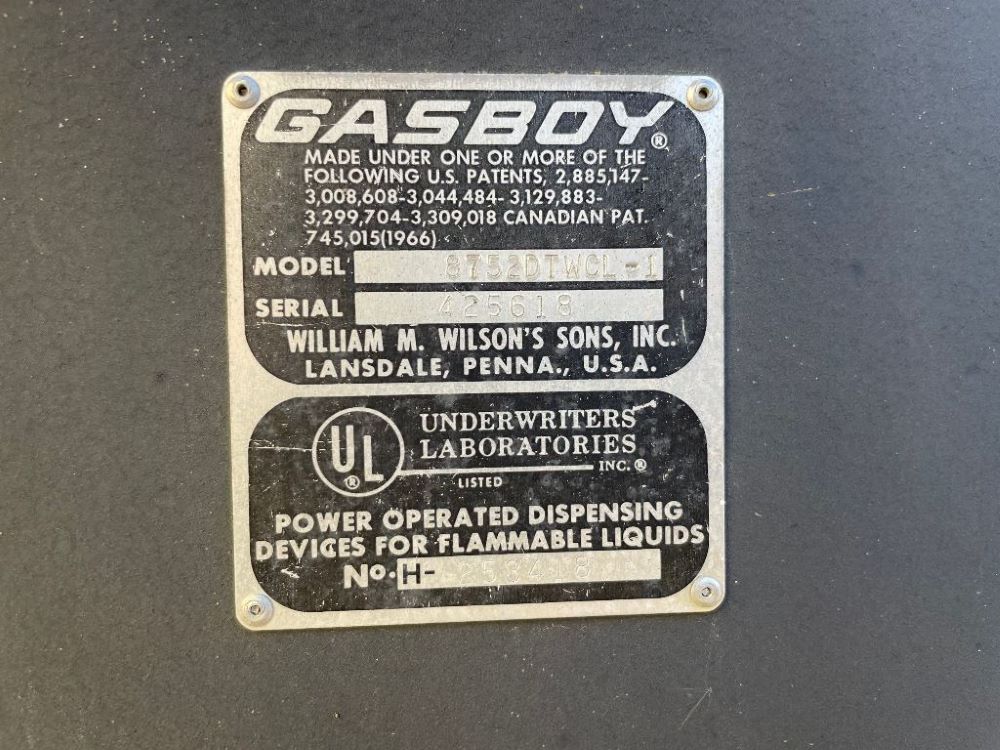 GASBOY®
MADE UNDER ONE OR MORE OF THE
FOLLOWING U.S. PATENTS, 2,885,147-
3,008,608-3,044,484- 3,129,883-
3,299,704-3,309,018 CANADIAN PAT.
745,015(1966)
MODEL 8752DTWCL-1
SERIAL 425618
WILLIAM M. WILSON'S SONS, INC.
LANSDALE, PENNA., U.S.A.
UL®
UNDERWRITERS
LABORATORIES
INC.®
LISTED
POWER OPERATED DISPENSING
DEVICES FOR FLAMMABLE LIQUIDS
No. H-